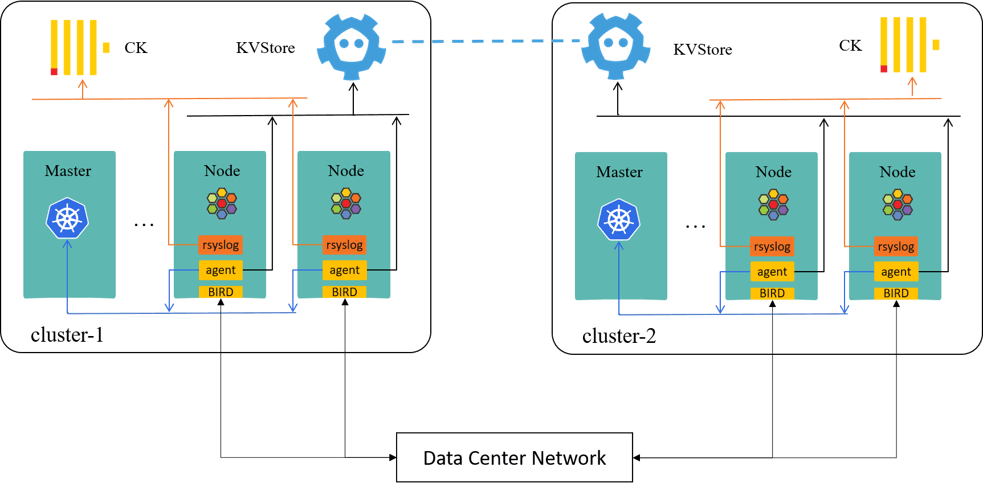 CK
KVStore
KVStore
CK
Master
...
Node
Node
rsyslog
rsyslog
agent
agent
BIRD
BIRD
cluster-1
Master
...
Node
Node
rsyslog
rsyslog
agent
agent
BIRD
BIRD
cluster-2
Data Center Network